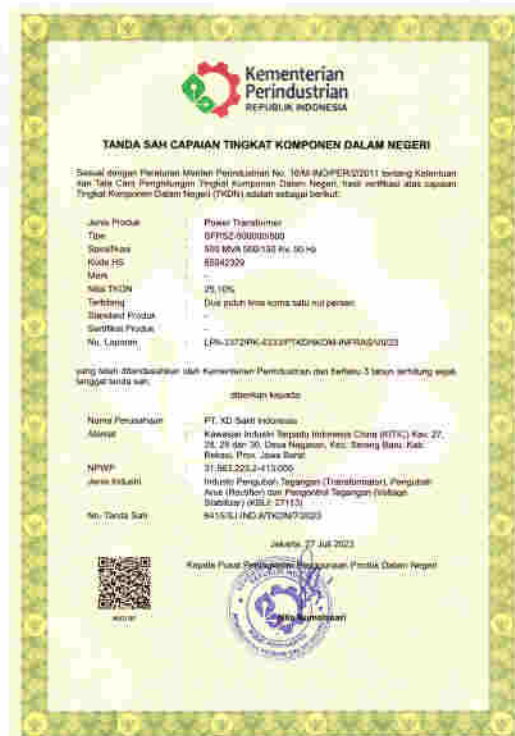 Kementerian
Perindustrian
REPUBLIK INDONESIA
TANDA SAH CAPAIAN TINGKAT KOMPONEN DALAM NEGERI
Sesuai dengan Peraturan Menteri Perindustrian No. 16/M-IND/PER/2/2011 tentang Ketentuan
dan Tata Cara Penghitungan Tingkat Komponen Dalam Negeri, hasil verifikasi atas capaian
Tingkat Komponen Dalam Negeri (TKDN) adalah sebagai berikut:
Jenis Produk : Power Transformer
Tipe : 
Spesifikasi : 500 MVA 500/150 Kv, 50 Hz
Kode HS : 
Merk : -
Nilai TKDN : 25,10%
Terbilang : Dua puluh lima koma satu nol persen
Standard Produk : -
Sertifikat Produk : -
No. Laporan :
yang telah ditandasahkan oleh Kementerian Perindustrian dan berlaku 3 tahun terhitung sejak
tanggal tanda sah,
diberikan kepada
Nama Perusahaan : PT. XD Sakti Indonesia
Alamat : Kawasan Industri Terpadu Indonesia China (KITIC) Kav. 27,
28, 29 dan 30, Desa Nagasari, Kec. Serang Baru, Kab.
Bekasi, Prov. Jawa Barat
NPWP :
Jenis Industri : Industri Pengubah Tegangan (Transformator), Pengubah
Arus (Rectifier) dan Pengontrol Tegangan (Voltage
Stabilizer) (KBLI: 27113)
No. Tanda Sah :
Jakarta, 27 Juli 2023
Kepala Pusat Peningkatan Penggunaan Produk Dalam Negeri